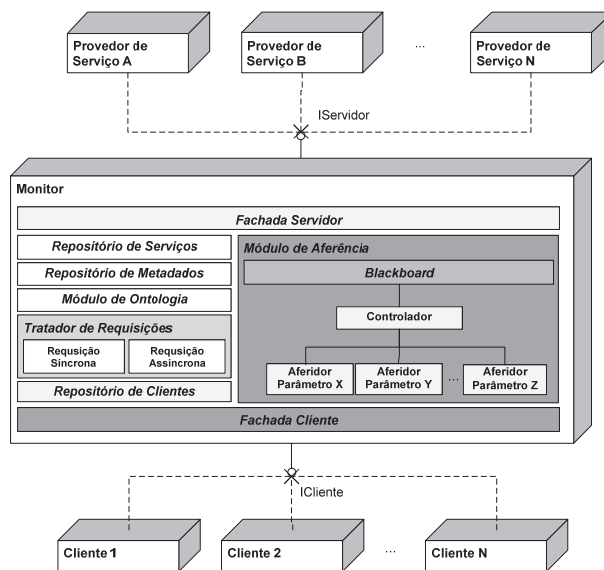 Provedor de
Serviço A
Provedor de
Serviço B
...
Provedor de
Serviço N
IServidor
Monitor
Fachada Servidor
Repositório de Serviços
Repositório de Metadados
Módulo de Ontologia
Tratador de Requisições
Requsição
Sincrona
Requsição
Assincrona
Repositório de Clientes
Módulo de Aferência
Blackboard
Controlador
Aferidor
Parâmetro X
Aferidor
Parâmetro Y
...
Aferidor
Parâmetro Z
Fachada Cliente
ICliente
Cliente 1
Cliente 2
...
Cliente N